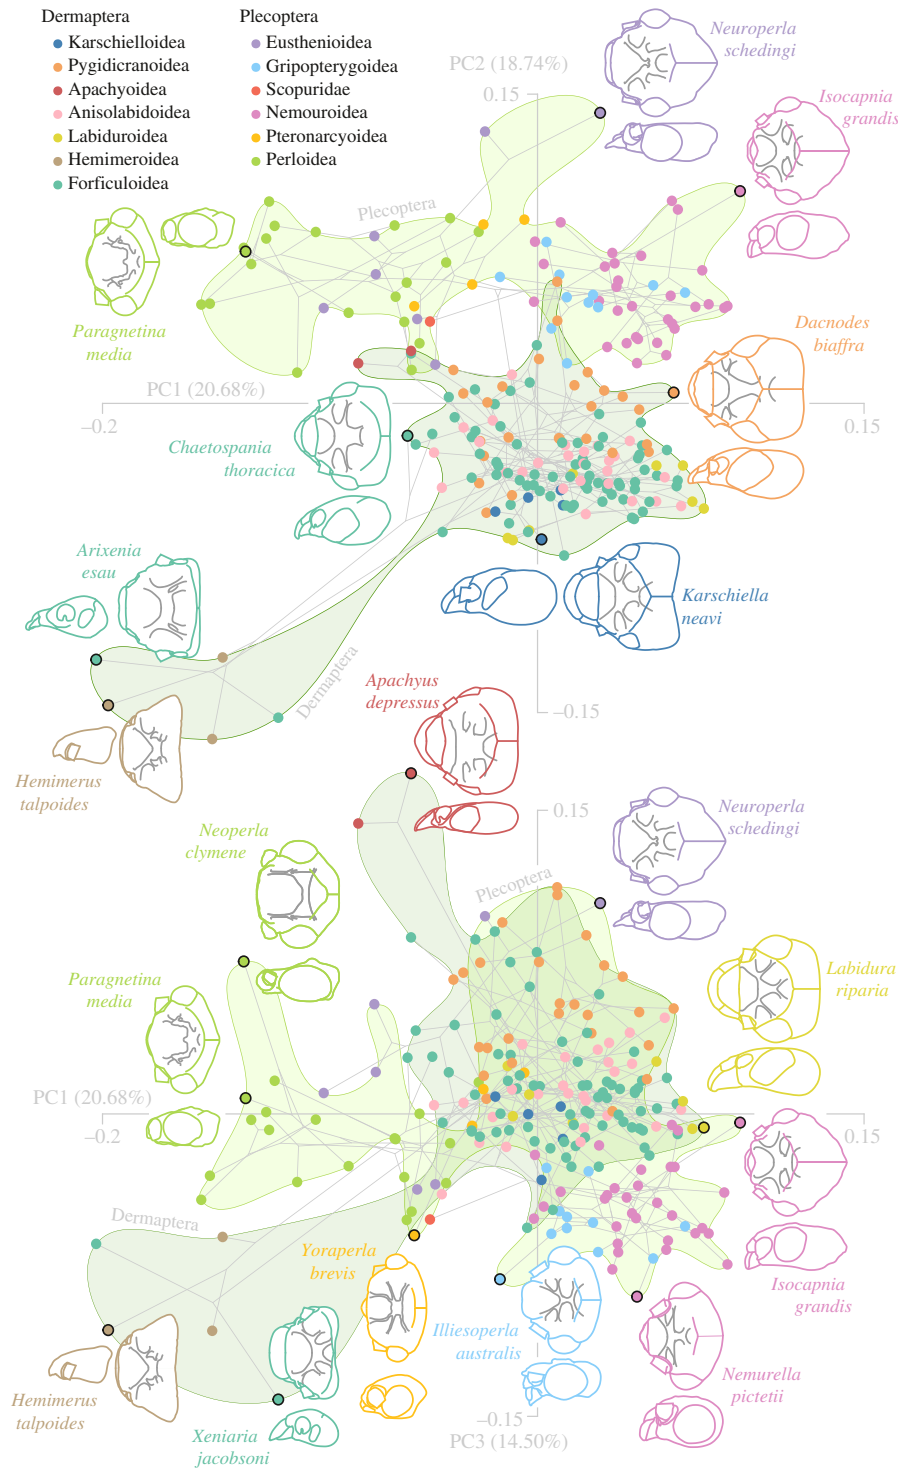 Dermaptera
Karschielloidea
Pygidicranoidea
Apachyoidea
Anisolabidoidea
Labiduroidea
Hemimeroidea
Forficuloidea
Plecoptera
Eusthenioidea
Gripopterygoidea
Scopuridae
Nemouroidea
Pteronarcyoidea
Perloidea
PC2 (18.74%)
0.15
Neuroperla
schedingi
Isocapnia
grandis
Plecoptera
Paragnetina
media
Dacnodes
biaffra
PC1 (20.68%)
–0.2
0.15
Chaetospania
thoracica
Arixenia
esau
Karschiella
neavi
Dermaptera
Apachyus
depressus
–0.15
Hemimerus
talpoides
Neoperla
clymene
0.15
Neuroperla
schedingi
Plecoptera
Paragnetina
media
Labidura
riparia
PC1 (20.68%)
–0.2
0.15
Dermaptera
Yoraperla
brevis
Isocapnia
grandis
Illiesoperla
australis
Nemurella
pictetii
Hemimerus
talpoides
Xeniaria
jacobsoni
–0.15
PC3 (14.50%)